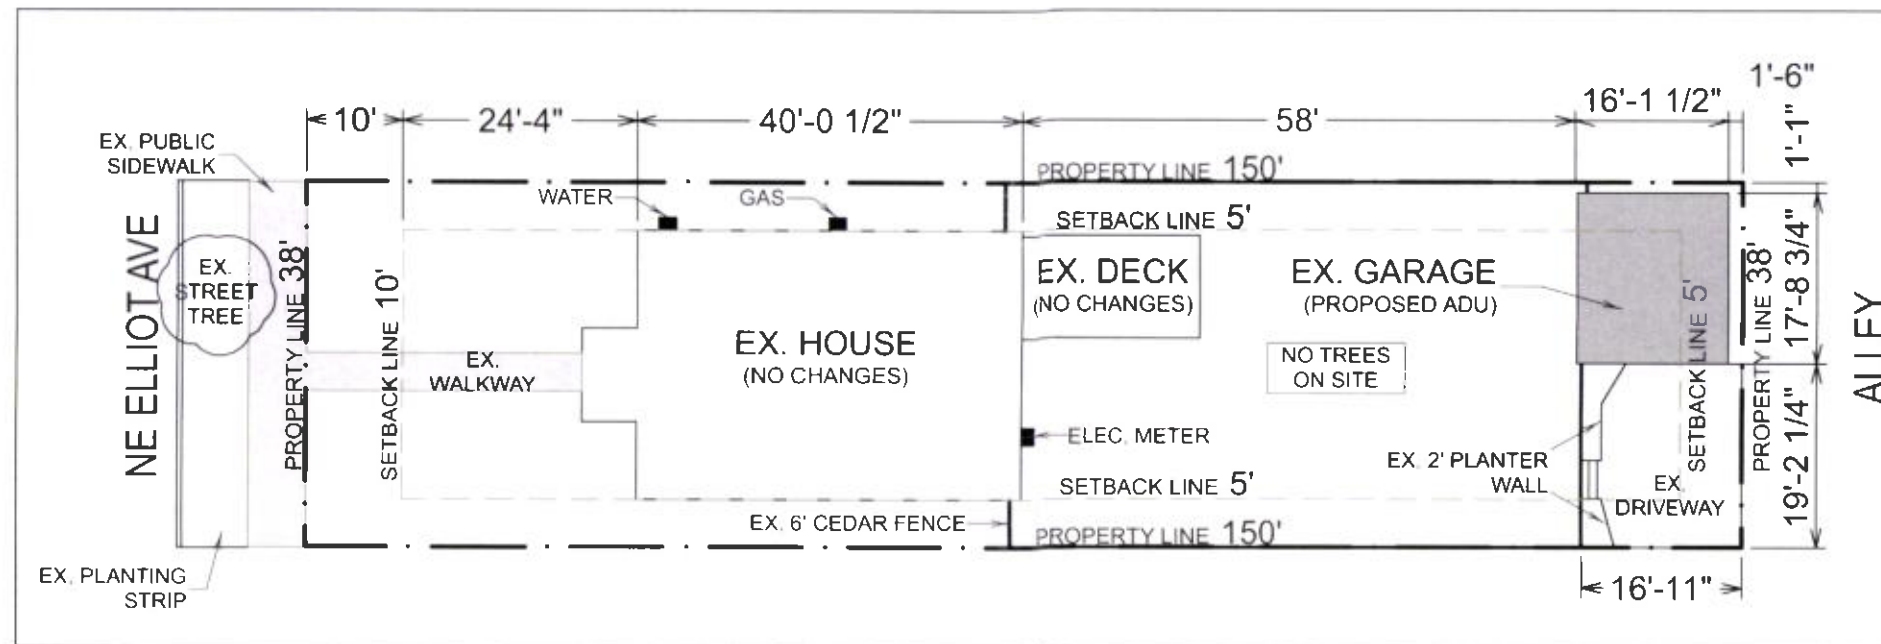 1'-6"
10'
24'-4"
40'-0 1/2"
58'
16'-1 1/2"
1'-1"
EX. PUBLIC
SIDEWALK
PROPERTY LINE 150'
WATER
GAS
SETBACK LINE 5'
NE ELLIOT AVE
EX.
STREET
TREE
PROPERTY LINE 38'
SETBACK LINE 10'
EX. WALKWAY
EX. HOUSE
(NO CHANGES)
EX. DECK
(NO CHANGES)
EX. GARAGE
(PROPOSED ADU)
NO TREES
ON SITE
SETBACK LINE 5'
PROPERTY LINE 38'
17'-8 3/4"
19'-2 1/4"
ALLEY
ELEC. METER
EX. 2' PLANTER
WALL
SETBACK LINE 5'
EX.
DRIVEWAY
EX. 6' CEDAR FENCE
PROPERTY LINE 150'
EX. PLANTING
STRIP
16'-11"